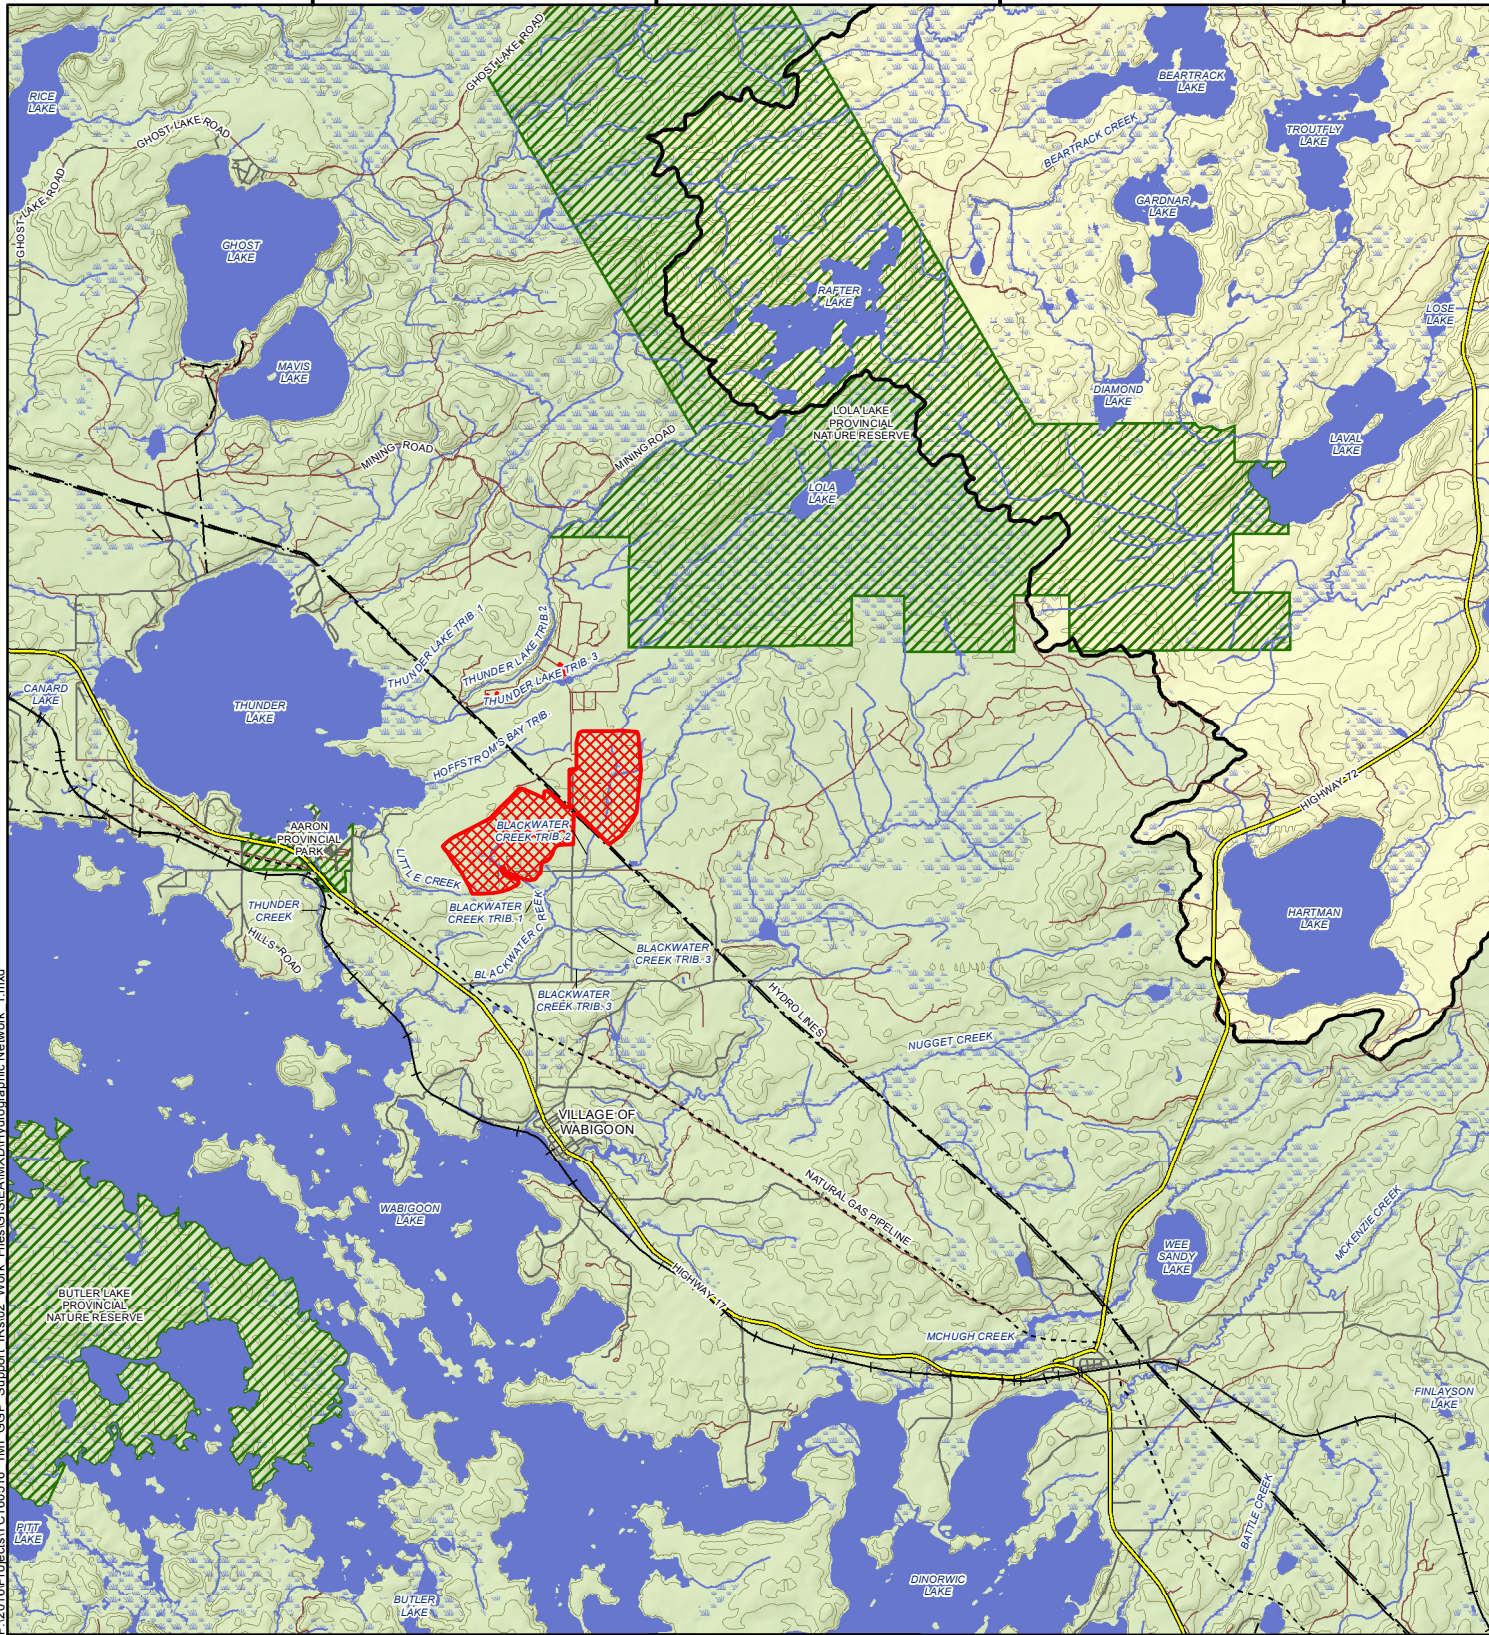 GHOST LAKE ROAD
BEARTRACK
LAKE
RICE
LAKE
GHOST LAKE ROAD
TROUTFLY
LAKE
BEARTRACK CREEK
GHOST LAKE ROAD
GARDNAR
LAKE
GHOST
LAKE
RAFTER
LAKE
LOSE
LAKE
MAVIS
LAKE
DIAMOND
LAKE
LOLA LAKE
PROVINCIAL
NATURE RESERVE
MINING ROAD
MINING ROAD
LAVAL
LAKE
LOLA
LAKE
THUNDER LAKE TRIB. 1
THUNDER LAKE TRIB. 2
THUNDER LAKE TRIB. 3
CANARD
LAKE
THUNDER
LAKE
HOFFSTROM'S BAY TRIB.
HIGHWAY 72
BLACKWATER
CREEK TRIB. 2
AARON
PROVINCIAL
PARK
LITTLE CREEK
THUNDER
CREEK
BLACKWATER
CREEK TRIB. 1
BLACKWATER CREEK
HARTMAN
LAKE
HILLS ROAD
BLACKWATER
CREEK TRIB. 3
BLACKWATER
CREEK TRIB. 3
HYDRO LINES
NUGGET CREEK
VILLAGE OF
WABIGOON
WABIGOON
LAKE
NATURAL GAS PIPELINE
MCKENZIE CREEK
WEE
SANDY
LAKE
BUTLER LAKE
PROVINCIAL
NATURE RESERVE
HIGHWAY 17
MCHUGH CREEK
FINLAYSON
LAKE
PITT
LAKE
BATTLE CREEK
DINORWIC
LAKE
BUTLER
LAKE